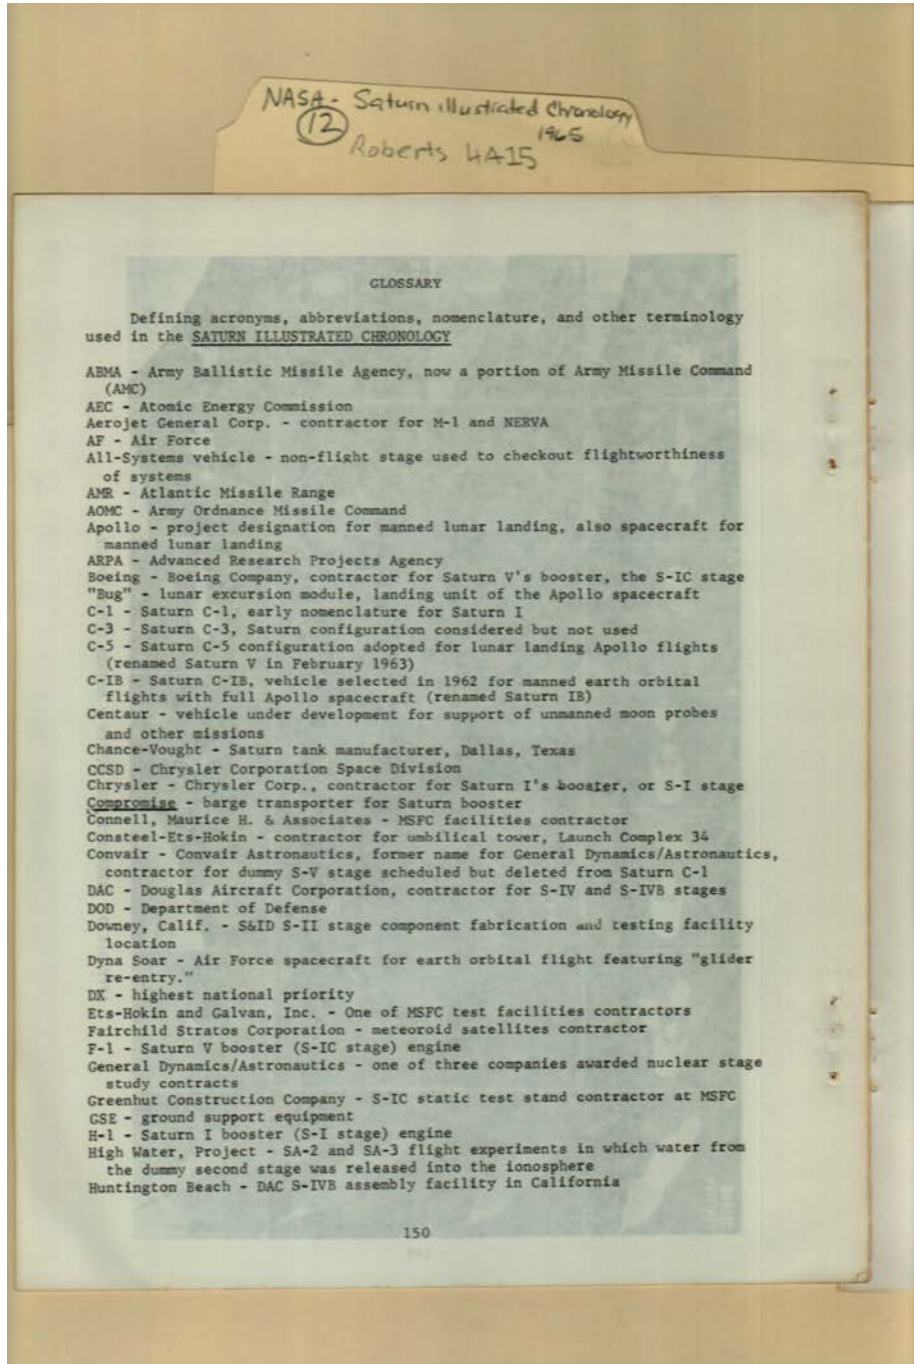 NASA - Saturn illustrated Chronology
12
1965
Roberts 4A15
GLOSSARY
Defining acronyms, abbreviations, nomenclature, and other terminology
used in the SATURN ILLUSTRATED CHRONOLOGY
ABMA - Army Ballistic Missile Agency, now a portion of Army Missile Command
(AMC)
AEC - Atomic Energy Commission
Aerojet General Corp. - contractor for M-1 and NERVA
AF - Air Force
All-Systems vehicle - non-flight stage used to checkout flightworthiness
of systems
AMR - Atlantic Missile Range
AOMC - Army Ordnance Missile Command
Apollo - project designation for manned lunar landing, also spacecraft for
manned lunar landing
ARPA - Advanced Research Projects Agency
Boeing - Boeing Company, contractor for Saturn V's booster, the S-IC stage
"Bug" - lunar excursion module, landing unit of the Apollo spacecraft
C-1 - Saturn C-1, early nomenclature for Saturn I
C-3 - Saturn C-3, Saturn configuration considered but not used
C-5 - Saturn C-5 configuration adopted for lunar landing Apollo flights
(renamed Saturn V in February 1963)
C-IB - Saturn C-IB, vehicle selected in 1962 for manned earth orbital
flights with full Apollo spacecraft (renamed Saturn IB)
Centaur - vehicle under development for support of unmanned moon probes
and other missions
Chance-Vought - Saturn tank manufacturer, Dallas, Texas
CCSD - Chrysler Corporation Space Division
Chrysler - Chrysler Corp., contractor for Saturn I's booster, or S-I stage
Compromise - barge transporter for Saturn booster
Connell, Maurice H. & Associates - MSFC facilities contractor
Consteel-Ets-Hokin - contractor for umbilical tower, Launch Complex 34
Convair - Convair Astronautics, former name for General Dynamics/Astronautics,
contractor for dummy S-V stage scheduled but deleted from Saturn C-1
DAC - Douglas Aircraft Corporation, contractor for S-IV and S-IVB stages
DOD - Department of Defense
Downey, Calif. - S&ID S-II stage component fabrication and testing facility
location
Dyna Soar - Air Force spacecraft for earth orbital flight featuring "glider
re-entry."
DX - highest national priority
Ets-Hokin and Galvan, Inc. - One of MSFC test facilities contractors
Fairchild Stratos Corporation - meteoroid satellites contractor
F-1 - Saturn V booster (S-IC stage) engine
General Dynamics/Astronautics - one of three companies awarded nuclear stage
study contracts
Greenhut Construction Company - S-IC static test stand contractor at MSFC
GSE - ground support equipment
H-1 - Saturn I booster (S-I stage) engine
High Water, Project - SA-2 and SA-3 flight experiments in which water from
the dummy second stage was released into the ionosphere
Huntington Beach - DAC S-IVB assembly facility in California
150